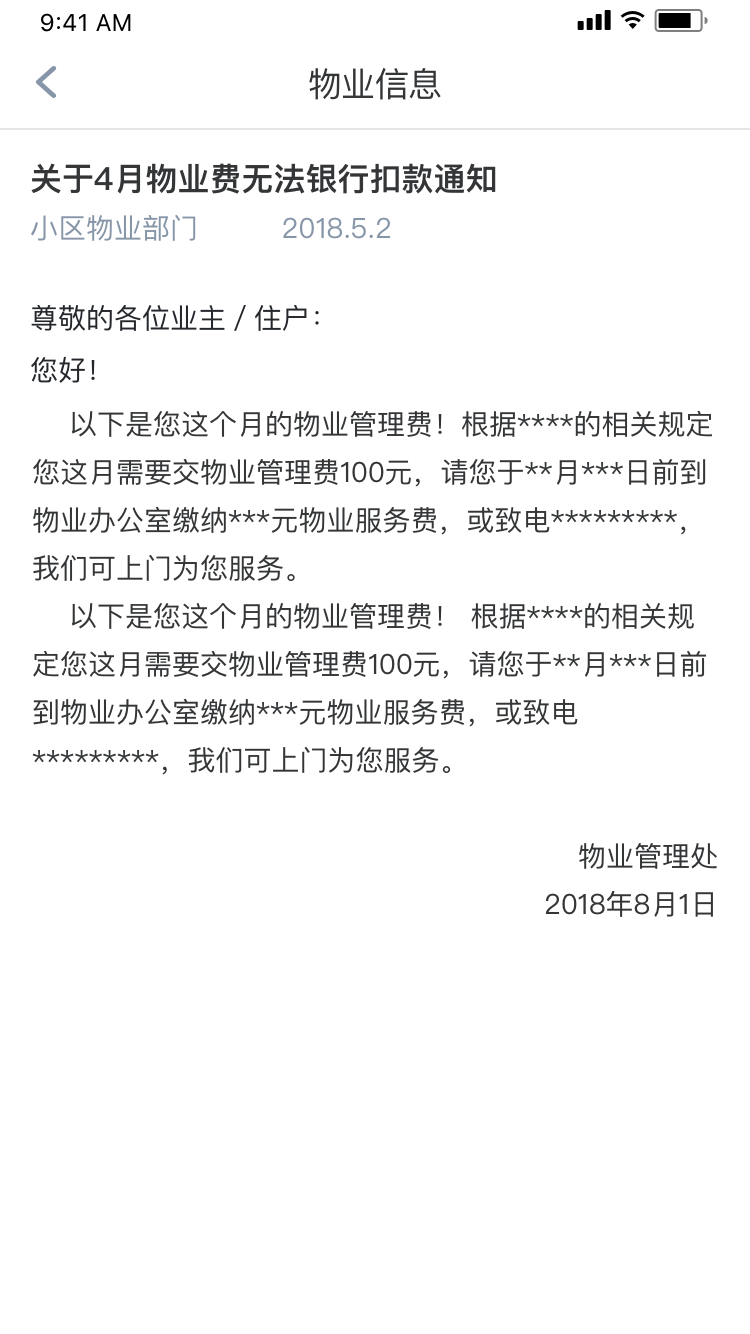 9:41 AM
物业信息
关于4月物业费无法银行扣款通知
小区物业部门 2018.5.2
尊敬的各位业主 / 住户：
您好！
以下是您这个月的物业管理费！根据****的相关规定
您这月需要交物业管理费100元，请您于**月***日前到
物业办公室缴纳***元物业服务费，或致电*********，
我们可上门为您服务。
以下是您这个月的物业管理费！ 根据****的相关规
定您这月需要交物业管理费100元，请您于**月***日前
到物业办公室缴纳***元物业服务费，或致电
*********，我们可上门为您服务。
物业管理处
2018年8月1日